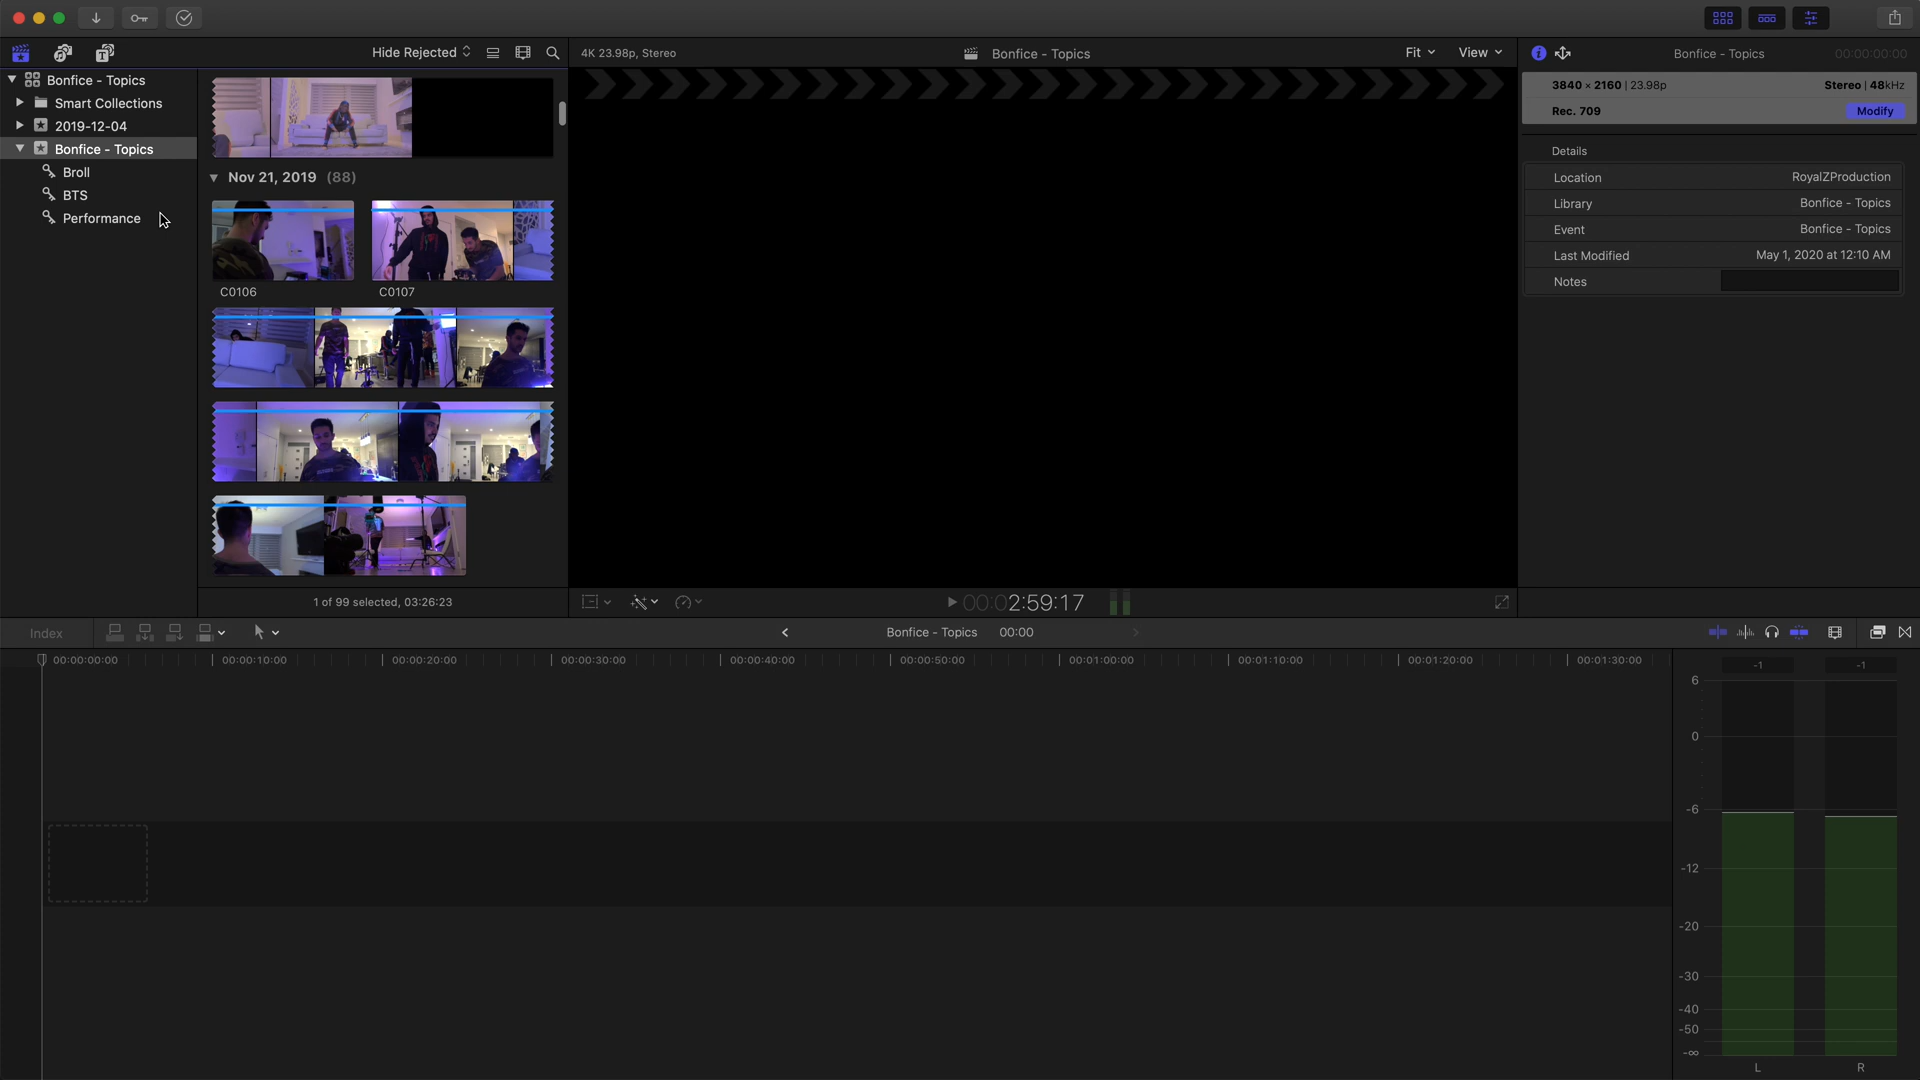 Hide Rejected
4K 23.98p, Stereo
Bonfice - Topics
Fit
View
Bonfice - Topics
00:00:00:00
Bonfice - Topics
Smart Collections
2019-12-04
Bonfice - Topics
Broll
BTS
Performance
Nov 21, 2019 (88)
C0106
C0107
1 of 99 selected, 03:26:23
3840 × 2160 | 23.98p
Stereo | 48kHz
Rec. 709
Modify
Details
Location
RoyalZProduction
Library
Bonfice - Topics
Event
Bonfice - Topics
Last Modified
May 1, 2020 at 12:10 AM
Notes
00:02:59:17
Index
Bonfice - Topics
00:00
00:00:00:00
00:00:10:00
00:00:20:00
00:00:30:00
00:00:40:00
00:00:50:00
00:01:00:00
00:01:10:00
00:01:20:00
00:01:30:00
-1
-1
6
0
-6
-12
-20
-30
-40
-50
-∞
L
R